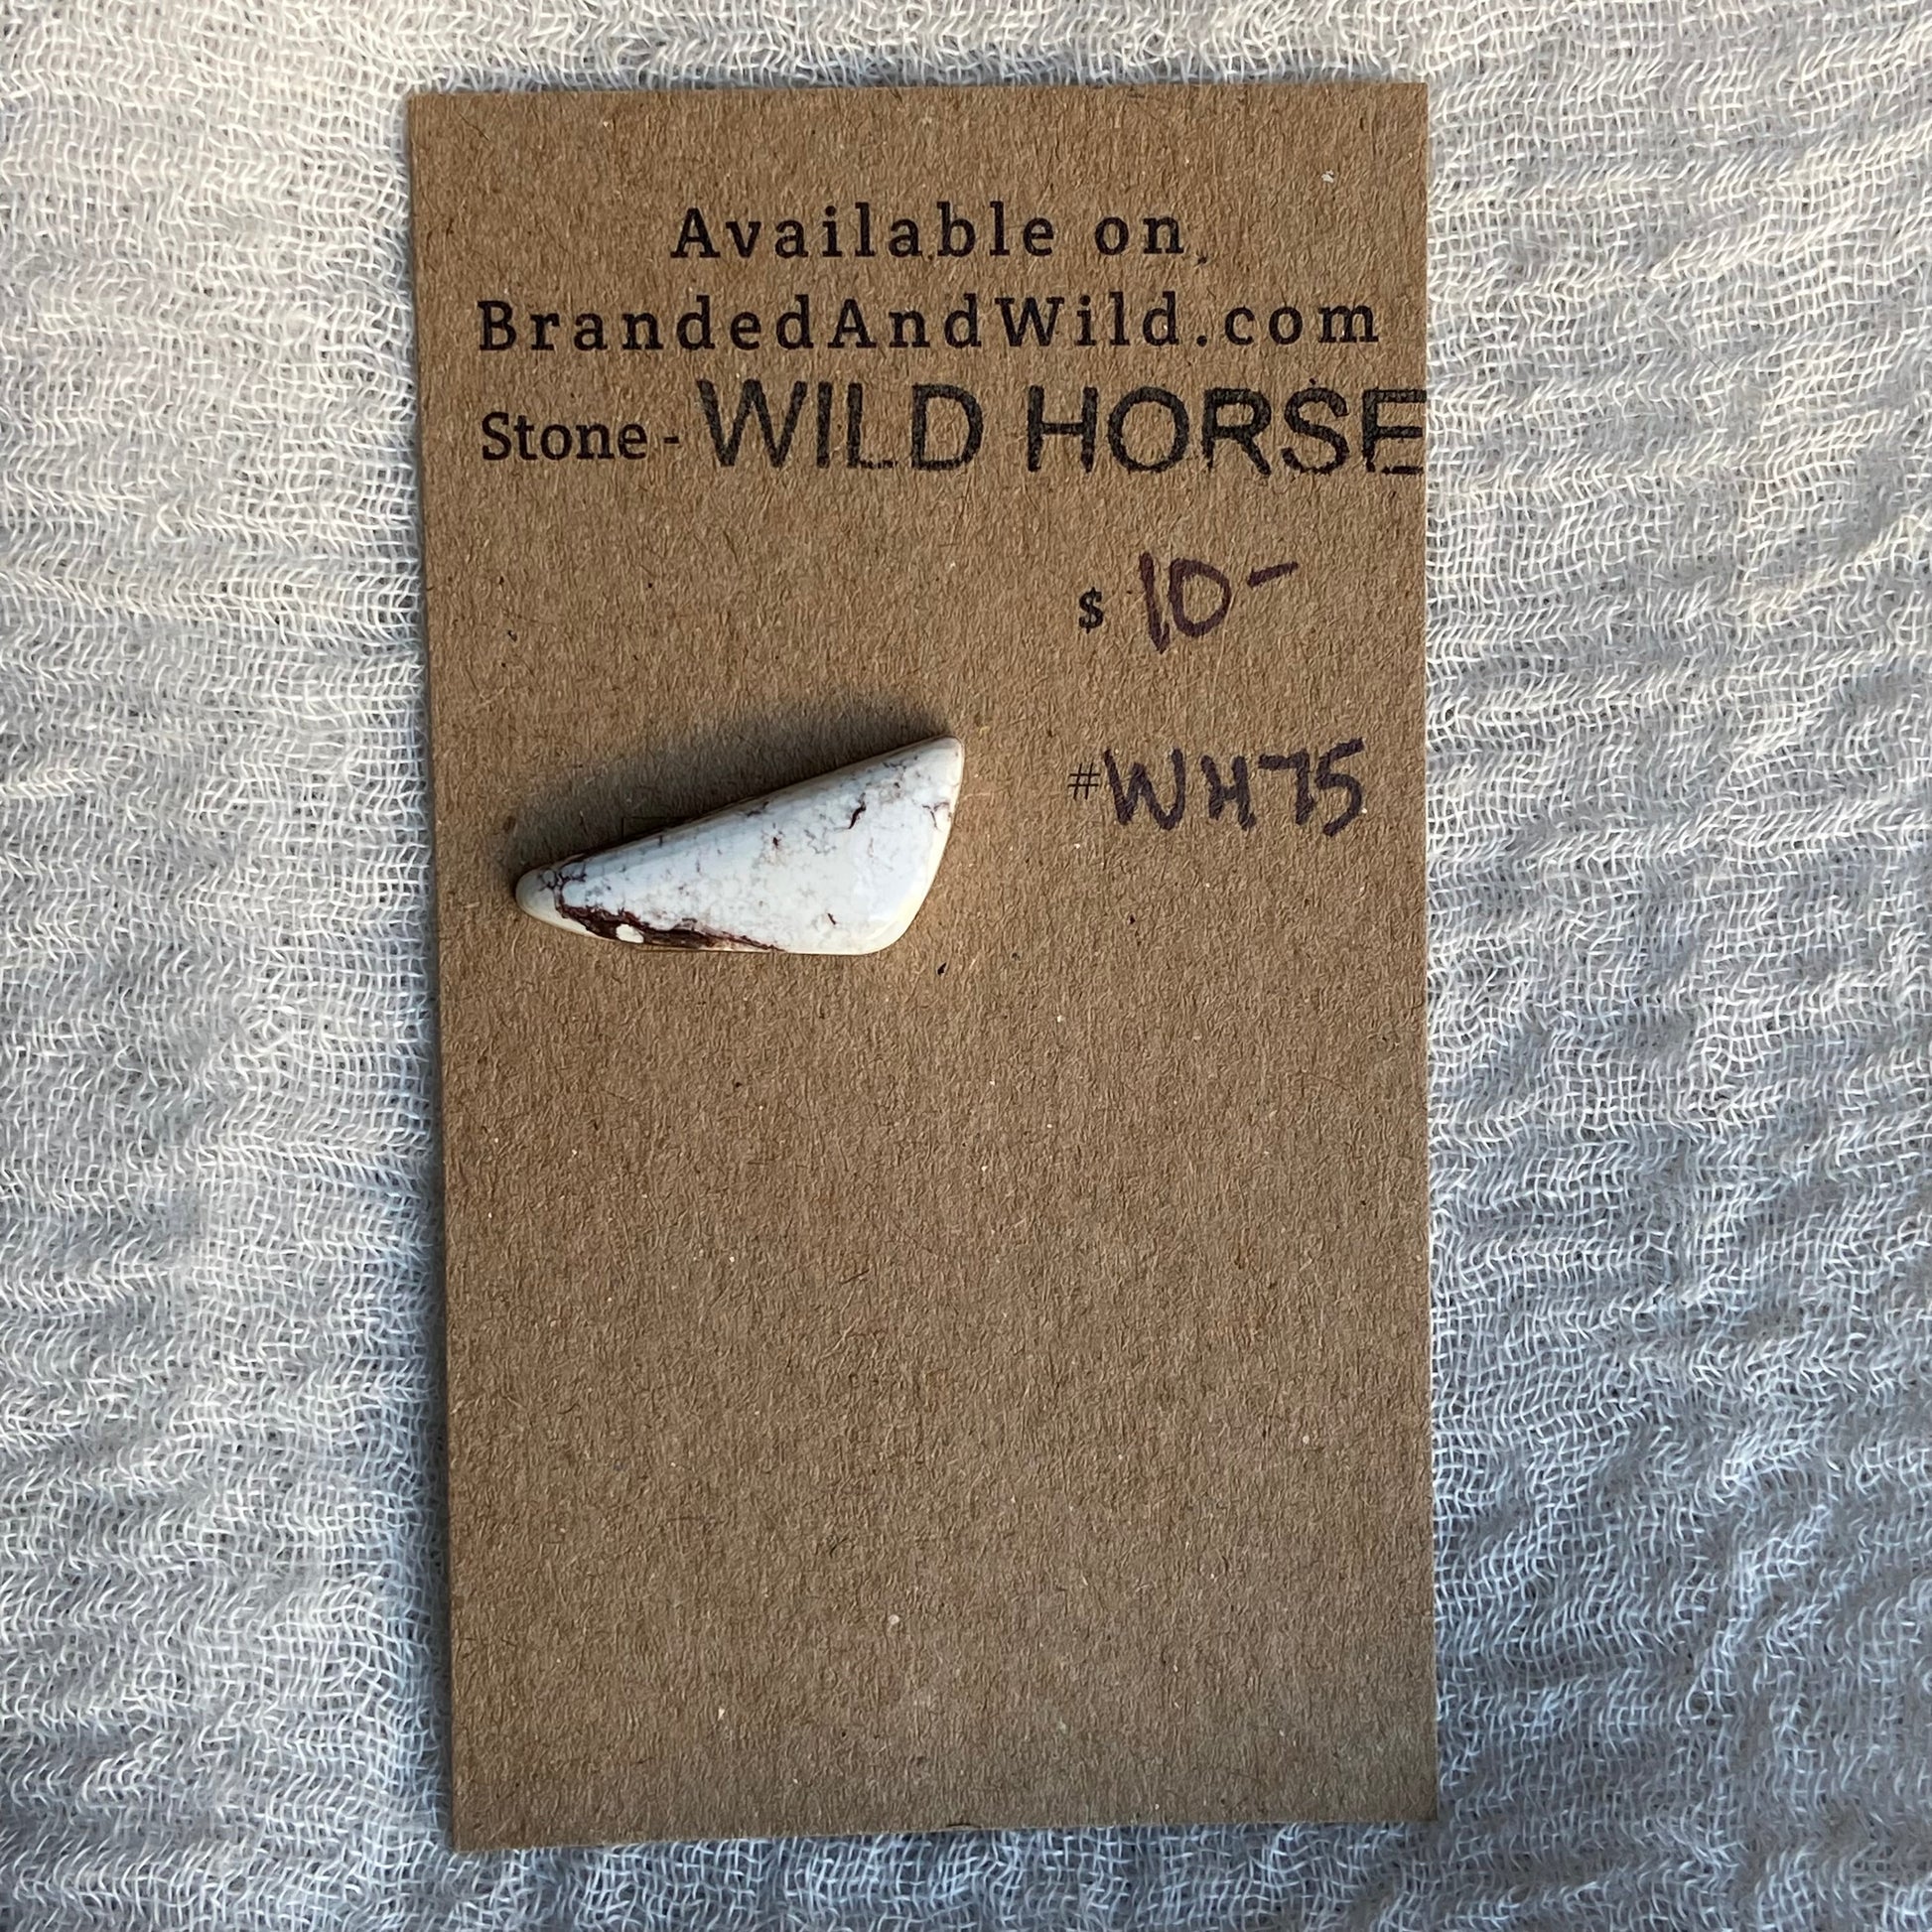 Available on
BrandedAndWild.com
Stone - WILD HORSE
$ 10-
#WH75